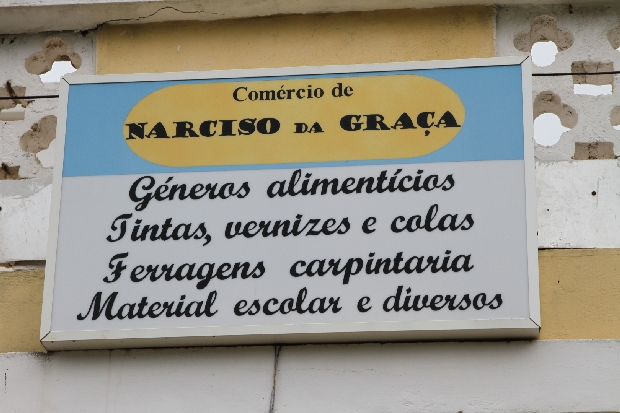 Comércio de
NARCISO DA GRAÇA
Géneros alimentícios
Tintas, vernizes e colas
Ferragens carpintaria
Material escolar e diversos